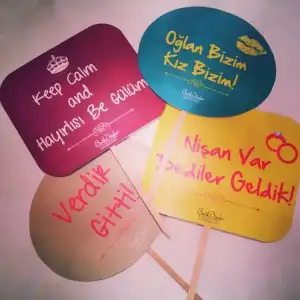 Keep Calm
and
Hayırlısı Be Gülüm
Oğlan Bizim
Kız Bizim!
Verdik
Gitti!
Nişan Var
Dediler Geldik!